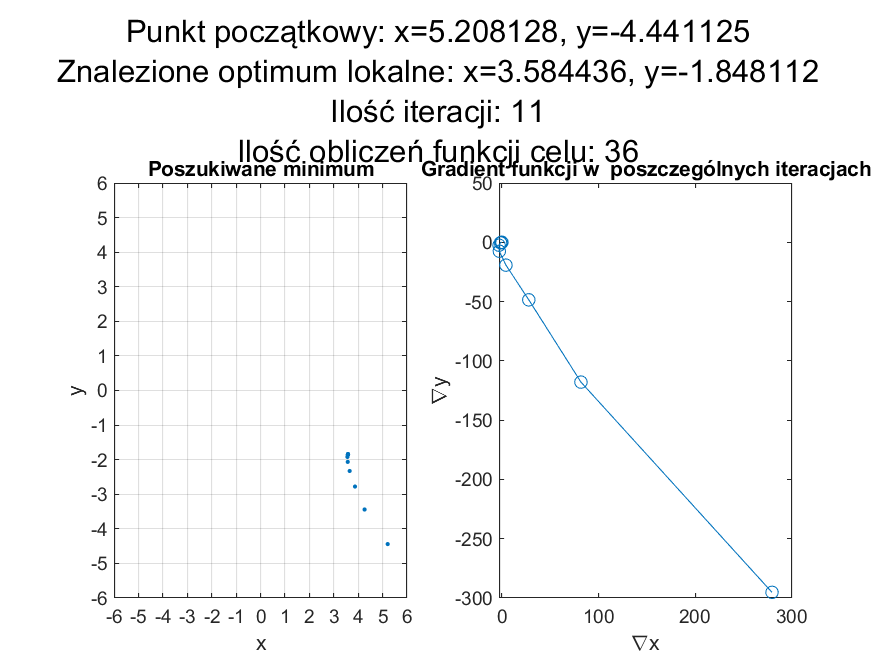 Punkt początkowy: x=5.208128, y=-4.441125
Znalezione optimum lokalne: x=3.584436, y=-1.848112
Ilość iteracji: 11
Ilość obliczeń funkcji celu: 36
Poszukiwane minimum
6
5
4
3
2
1
0
-1
-2
-3
-4
-5
-6
y
-6 -5 -4 -3 -2 -1 0 1 2 3 4 5 6
x
Gradient funkcji w poszczególnych iteracjach
50
0
-50
-100
-150
-200
-250
-300
∇y
0 100 200 300
∇x